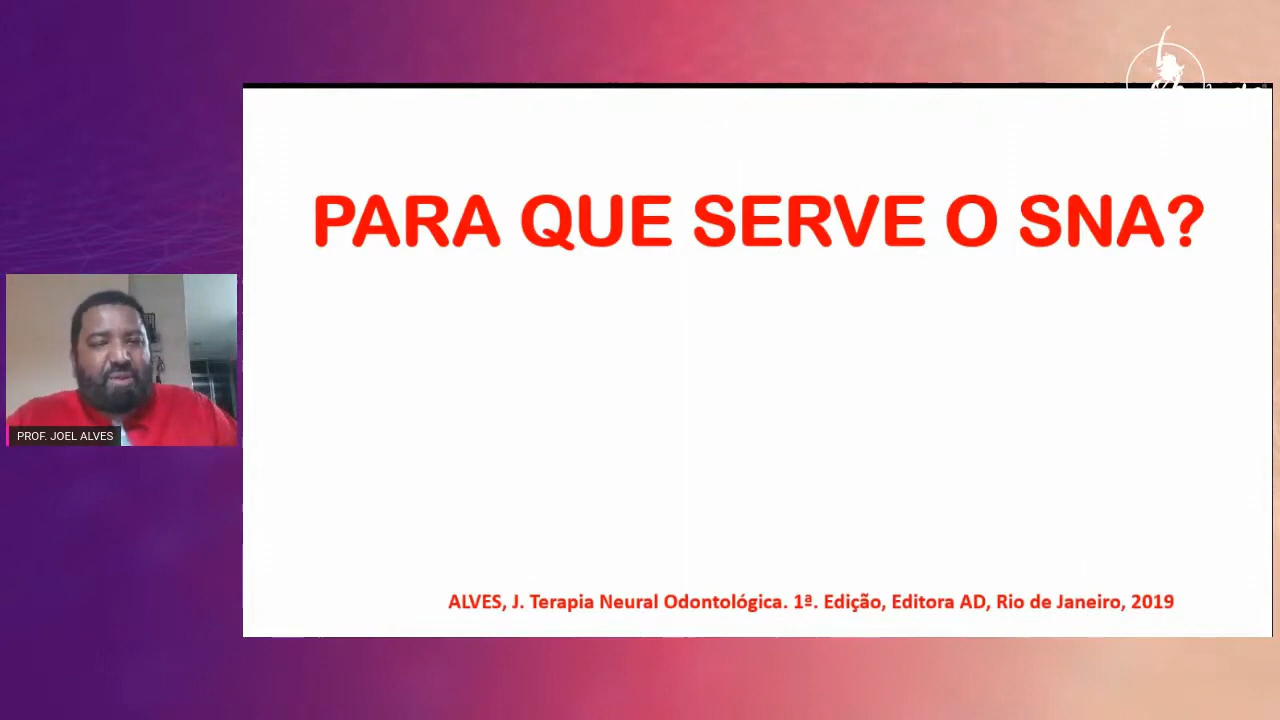 PARA QUE SERVE O SNA?
PROF. JOEL ALVES
ALVES, J. Terapia Neural Odontológica. 1ª. Edição, Editora AD, Rio de Janeiro, 2019